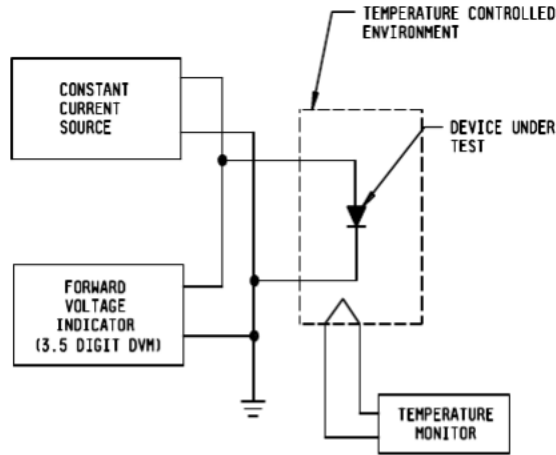 TEMPERATURE CONTROLLED
ENVIRONMENT
CONSTANT
CURRENT
SOURCE
DEVICE UNDER
TEST
FORWARD
VOLTAGE
INDICATOR
(3.5 DIGIT DVM)
TEMPERATURE
MONITOR